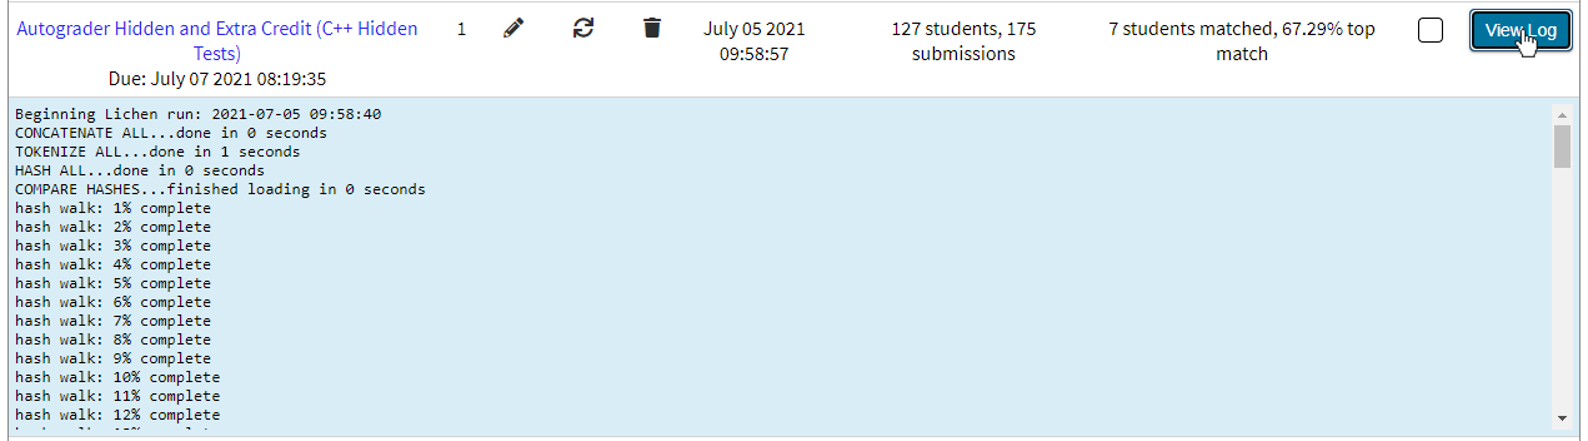 Autograder Hidden and Extra Credit (C++ Hidden
Tests)
Due: July 07 2021 08:19:35
1
July 05 2021
09:58:57
127 students, 175
submissions
7 students matched, 67.29% top
match
View Log
Beginning Lichen run: 2021-07-05 09:58:40
CONCATENATE ALL...done in 0 seconds
TOKENIZE ALL...done in 1 seconds
HASH ALL...done in 0 seconds
COMPARE HASHES...finished loading in 0 seconds
hash walk: 1% complete
hash walk: 2% complete
hash walk: 3% complete
hash walk: 4% complete
hash walk: 5% complete
hash walk: 6% complete
hash walk: 7% complete
hash walk: 8% complete
hash walk: 9% complete
hash walk: 10% complete
hash walk: 11% complete
hash walk: 12% complete